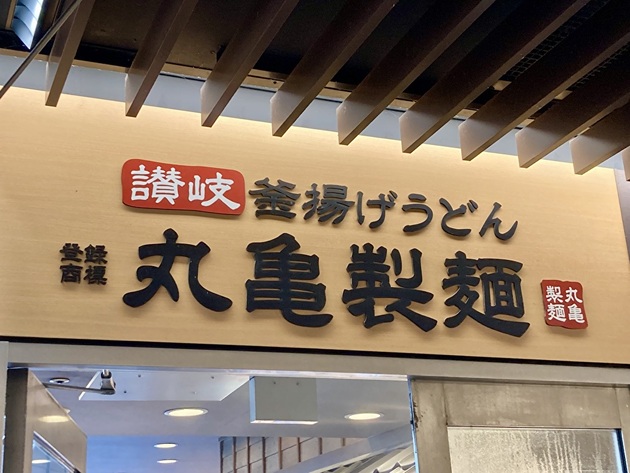 讃岐 釜揚げうどん
登録
商標
丸亀製麺
丸亀
製麺